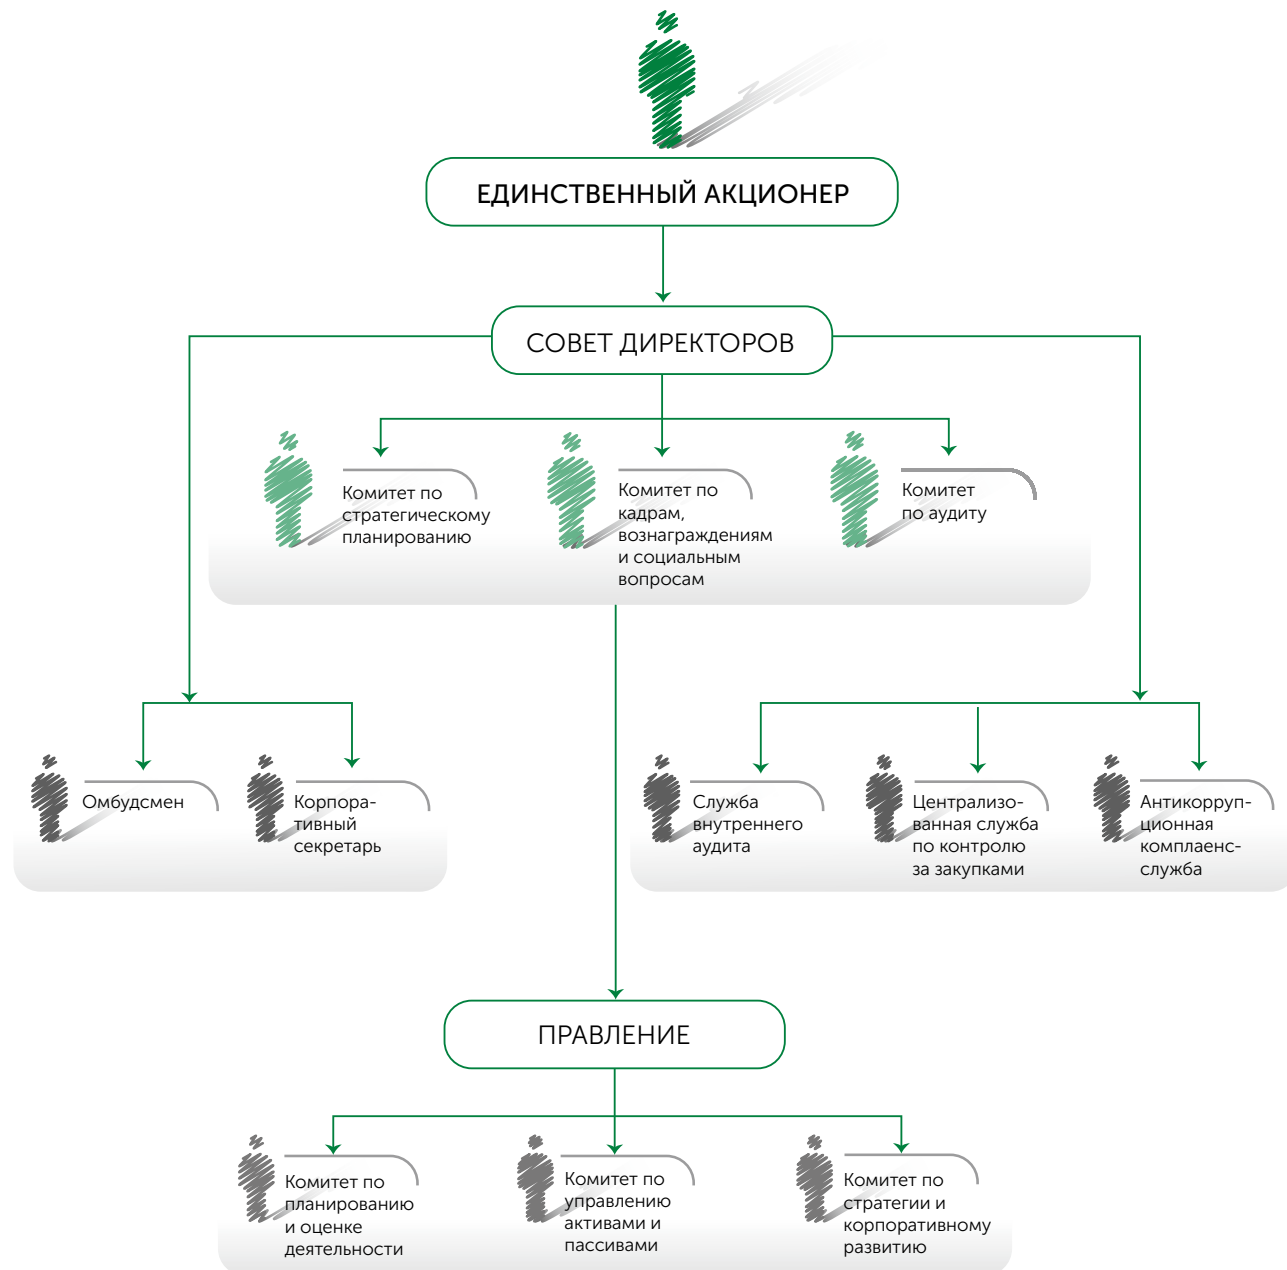 ЕДИНСТВЕННЫЙ АКЦИОНЕР
СОВЕТ ДИРЕКТОРОВ
Комитет по
стратегическому
планированию
Комитет по
кадрам,
вознаграждениям
и социальным
вопросам
Комитет
по аудиту
Омбудсмен
Корпора-
тивный
секретарь
Служба
внутреннего
аудита
Централизо-
ванная служба
по контролю
за закупками
Антикорруп-
ционная
комплаенс-
служба
ПРАВЛЕНИЕ
Комитет по
планированию
и оценке
деятельности
Комитет по
управлению
активами и
пассивами
Комитет по
стратегии и
корпоративному
развитию